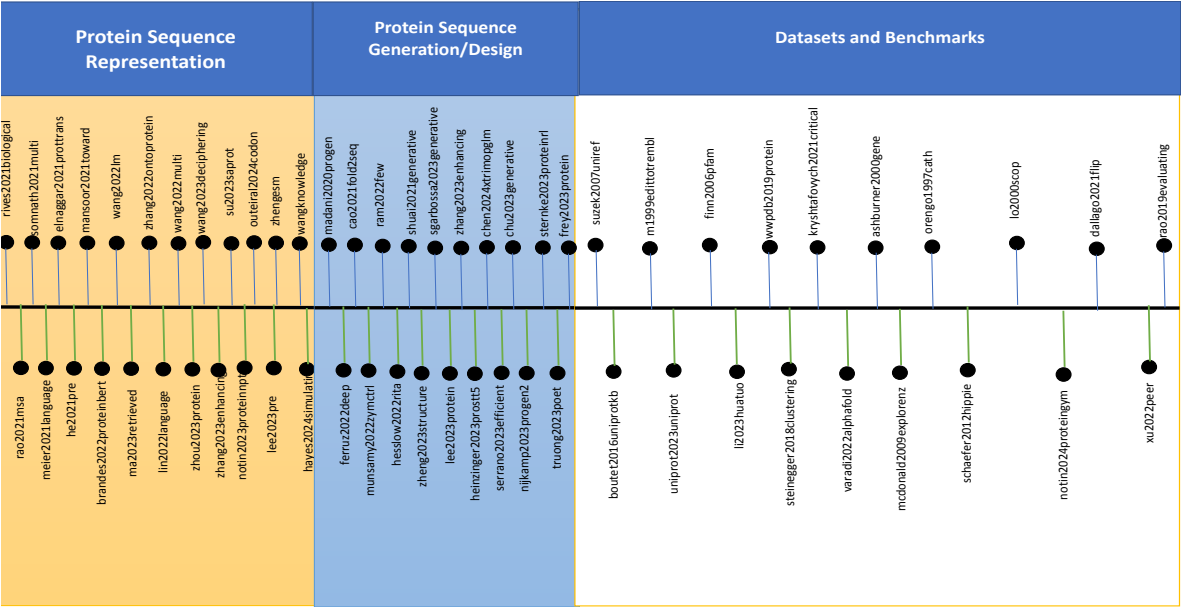 Protein Sequence
Representation
Protein Sequence
Generation/Design
Datasets and Benchmarks
rives2021biological
somnath2021multi
elnaggar2021prottrans
mansoor2021toward
wang2022lm
zhang2022ontoprotein
wang2022multi
wang2023deciphering
su2023saprot
outeiral2024codon
zhengesm
wangknowledge
madani2020progen
cao2021fold2seq
ram2022few
shuai2021generative
sgarbossa2023generative
zhang2023enhancing
chen2024xtrimopglm
chu2023generative
sternke2023proteinrl
frey2023protein
suzek2007uniref
m1999edittotrembl
finn2006pfam
wwpdb2019protein
kryshtafovych2021critical
ashburner2000gene
orengo1997cath
lo2000scop
dallago2021flip
rao2019evaluating
rao2021msa
meier2021language
he2021pre
brandes2022proteinbert
ma2023retrieved
lin2022language
zhou2023protein
zhang2023enhancing
notin2023proteinnpt
lee2023pre
hayes2024simulatin
ferruz2022deep
munsamy2022zymctrl
hesslow2022rita
zheng2023structure
lee2023protein
heinzinger2023prostt5
serrano2023efficient
nijkamp2023progen2
truong2023poet
boutet2016uniprotkb
uniprot2023uniprot
li2023huatuo
steinegger2018clustering
varadi2022alphafold
mcdonald2009explorenz
schaefer2012hippie
notin2024proteingym
xu2022peer